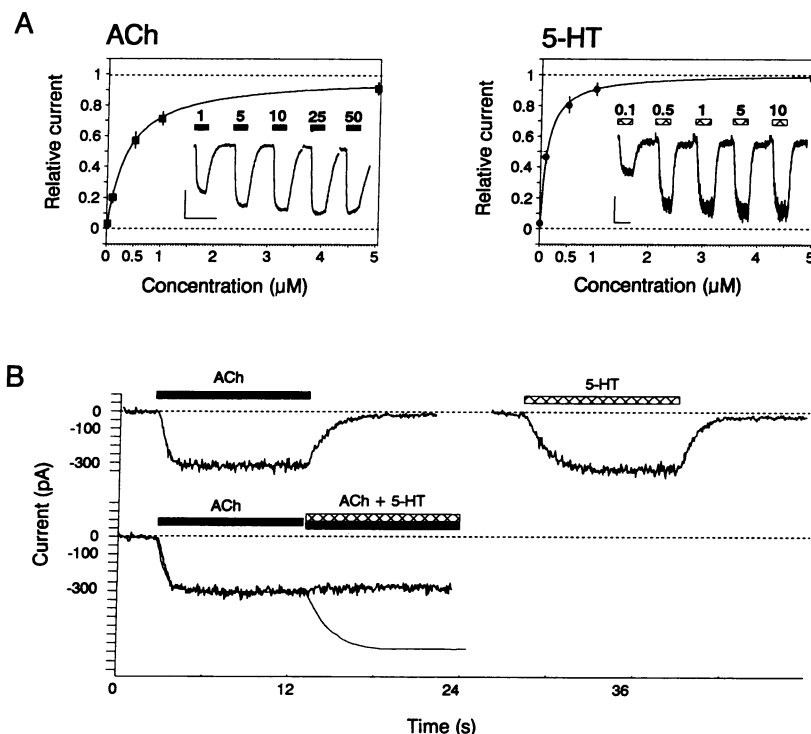 A
ACh
5-HT
Relative current
1
0.8
0.6
0.4
0.2
0
1 5 10 25 50
0 0.5 1 2 3 4 5
Concentration (µM)
Relative current
1
0.8
0.6
0.4
0.2
0
0.1 0.5 1 5 10
0 0.5 1 2 3 4 5
Concentration (µM)
B
ACh
5-HT
0
-100
-300
Current (pA)
ACh
ACh + 5-HT
0
-100
-300
0 12 24 36
Time (s)